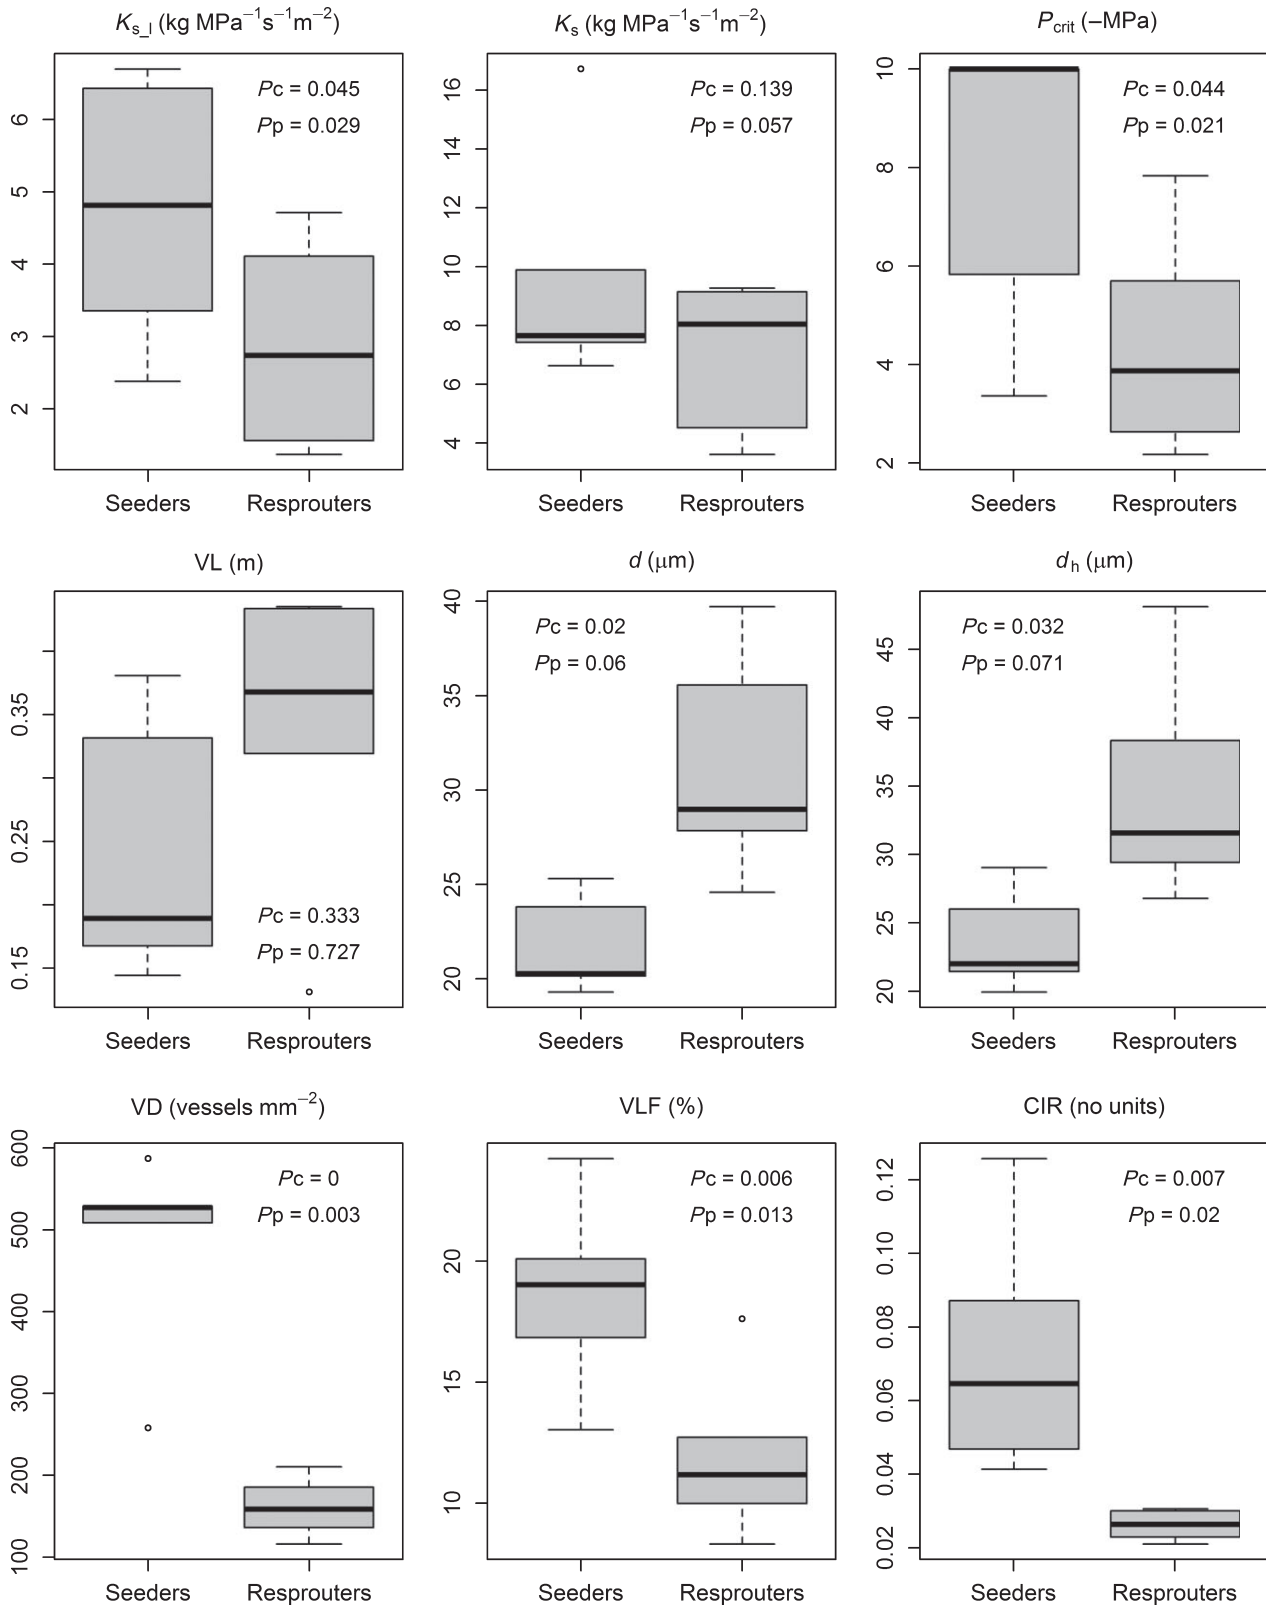 K_s_l (kg MPa⁻¹s⁻¹m⁻²)
Pc = 0.045
Pp = 0.029
6
5
4
3
2
Seeders Resprouters
K_s (kg MPa⁻¹s⁻¹m⁻²)
Pc = 0.139
Pp = 0.057
16
14
12
10
8
6
4
Seeders Resprouters
P_crit (–MPa)
Pc = 0.044
Pp = 0.021
10
8
6
4
2
Seeders Resprouters
VL (m)
0.35
0.25
0.15
Pc = 0.333
Pp = 0.727
Seeders Resprouters
d (μm)
Pc = 0.02
Pp = 0.06
40
35
30
25
20
Seeders Resprouters
d_h (μm)
Pc = 0.032
Pp = 0.071
45
40
35
30
25
20
Seeders Resprouters
VD (vessels mm⁻²)
Pc = 0
Pp = 0.003
600
500
400
300
200
100
Seeders Resprouters
VLF (%)
Pc = 0.006
Pp = 0.013
20
15
10
Seeders Resprouters
CIR (no units)
Pc = 0.007
Pp = 0.02
0.12
0.10
0.08
0.06
0.04
0.02
Seeders Resprouters